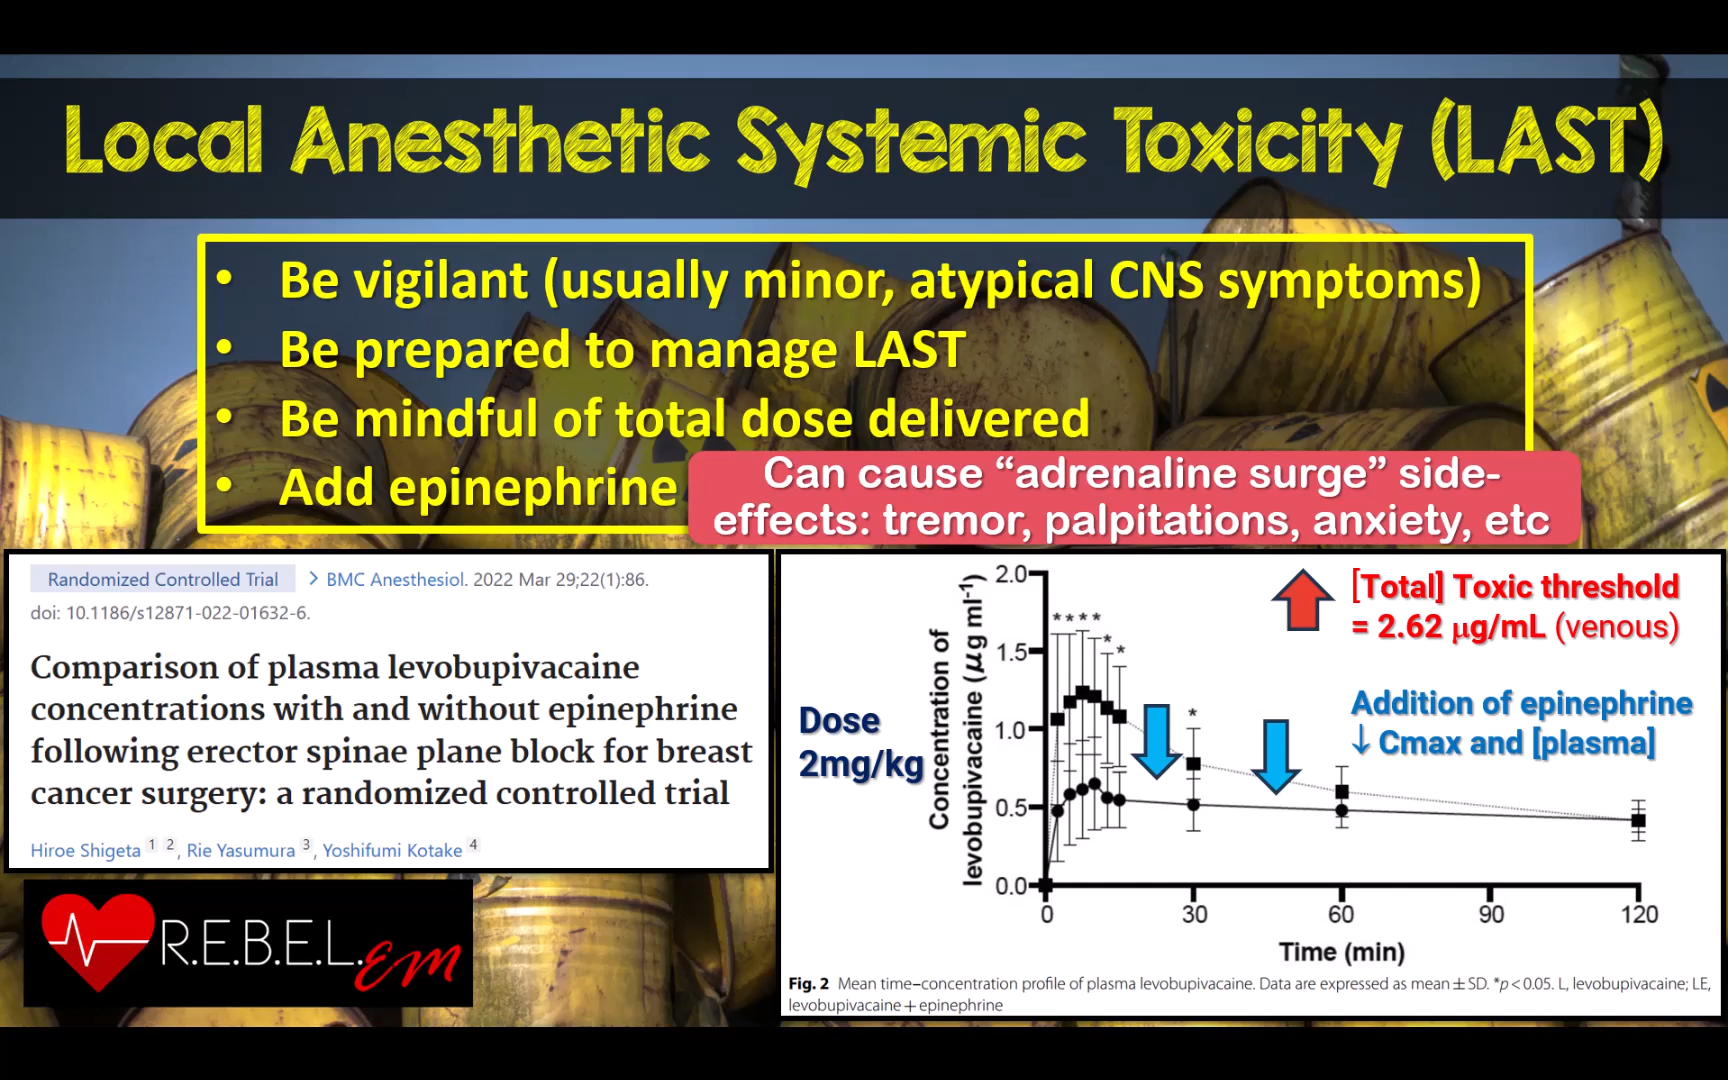 Local Anesthetic Systemic Toxicity (LAST)
• Be vigilant (usually minor, atypical CNS symptoms)
• Be prepared to manage LAST
• Be mindful of total dose delivered
• Add epinephrine
Can cause “adrenaline surge” side-
effects: tremor, palpitations, anxiety, etc
Randomized Controlled Trial > BMC Anesthesiol. 2022 Mar 29;22(1):86.
doi: 10.1186/s12871-022-01632-6.
Comparison of plasma levobupivacaine
concentrations with and without epinephrine
following erector spinae plane block for breast
cancer surgery: a randomized controlled trial
Hiroe Shigeta 1 2, Rie Yasumura 3, Yoshifumi Kotake 4
R.E.B.E.L.EM
Dose
2mg/kg
Concentration of
levobupivacaine (µg ml-1)
2.0
1.5
1.0
0.5
0.0
* * * *
*
*
*
[Total] Toxic threshold
= 2.62 µg/mL (venous)
Addition of epinephrine
↓ Cmax and [plasma]
0 30 60 90 120
Time (min)
Fig. 2 Mean time–concentration profile of plasma levobupivacaine. Data are expressed as mean ± SD. *p < 0.05. L, levobupivacaine; LE,
levobupivacaine + epinephrine